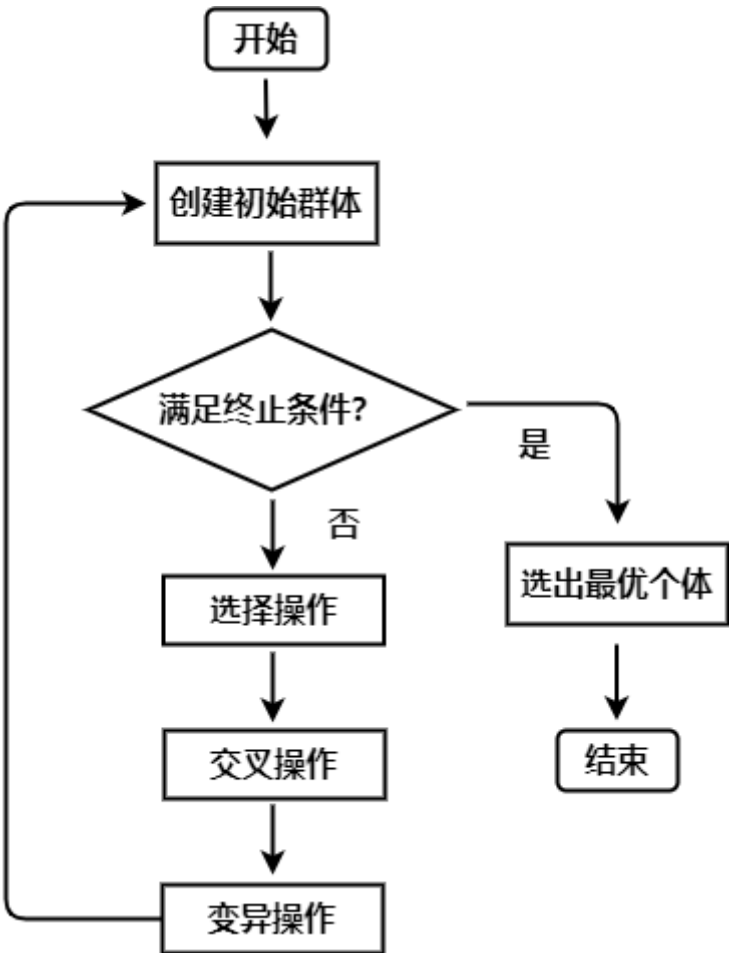 开始
创建初始群体
满足终止条件?
是
否
选择操作
选出最优个体
交叉操作
结束
变异操作